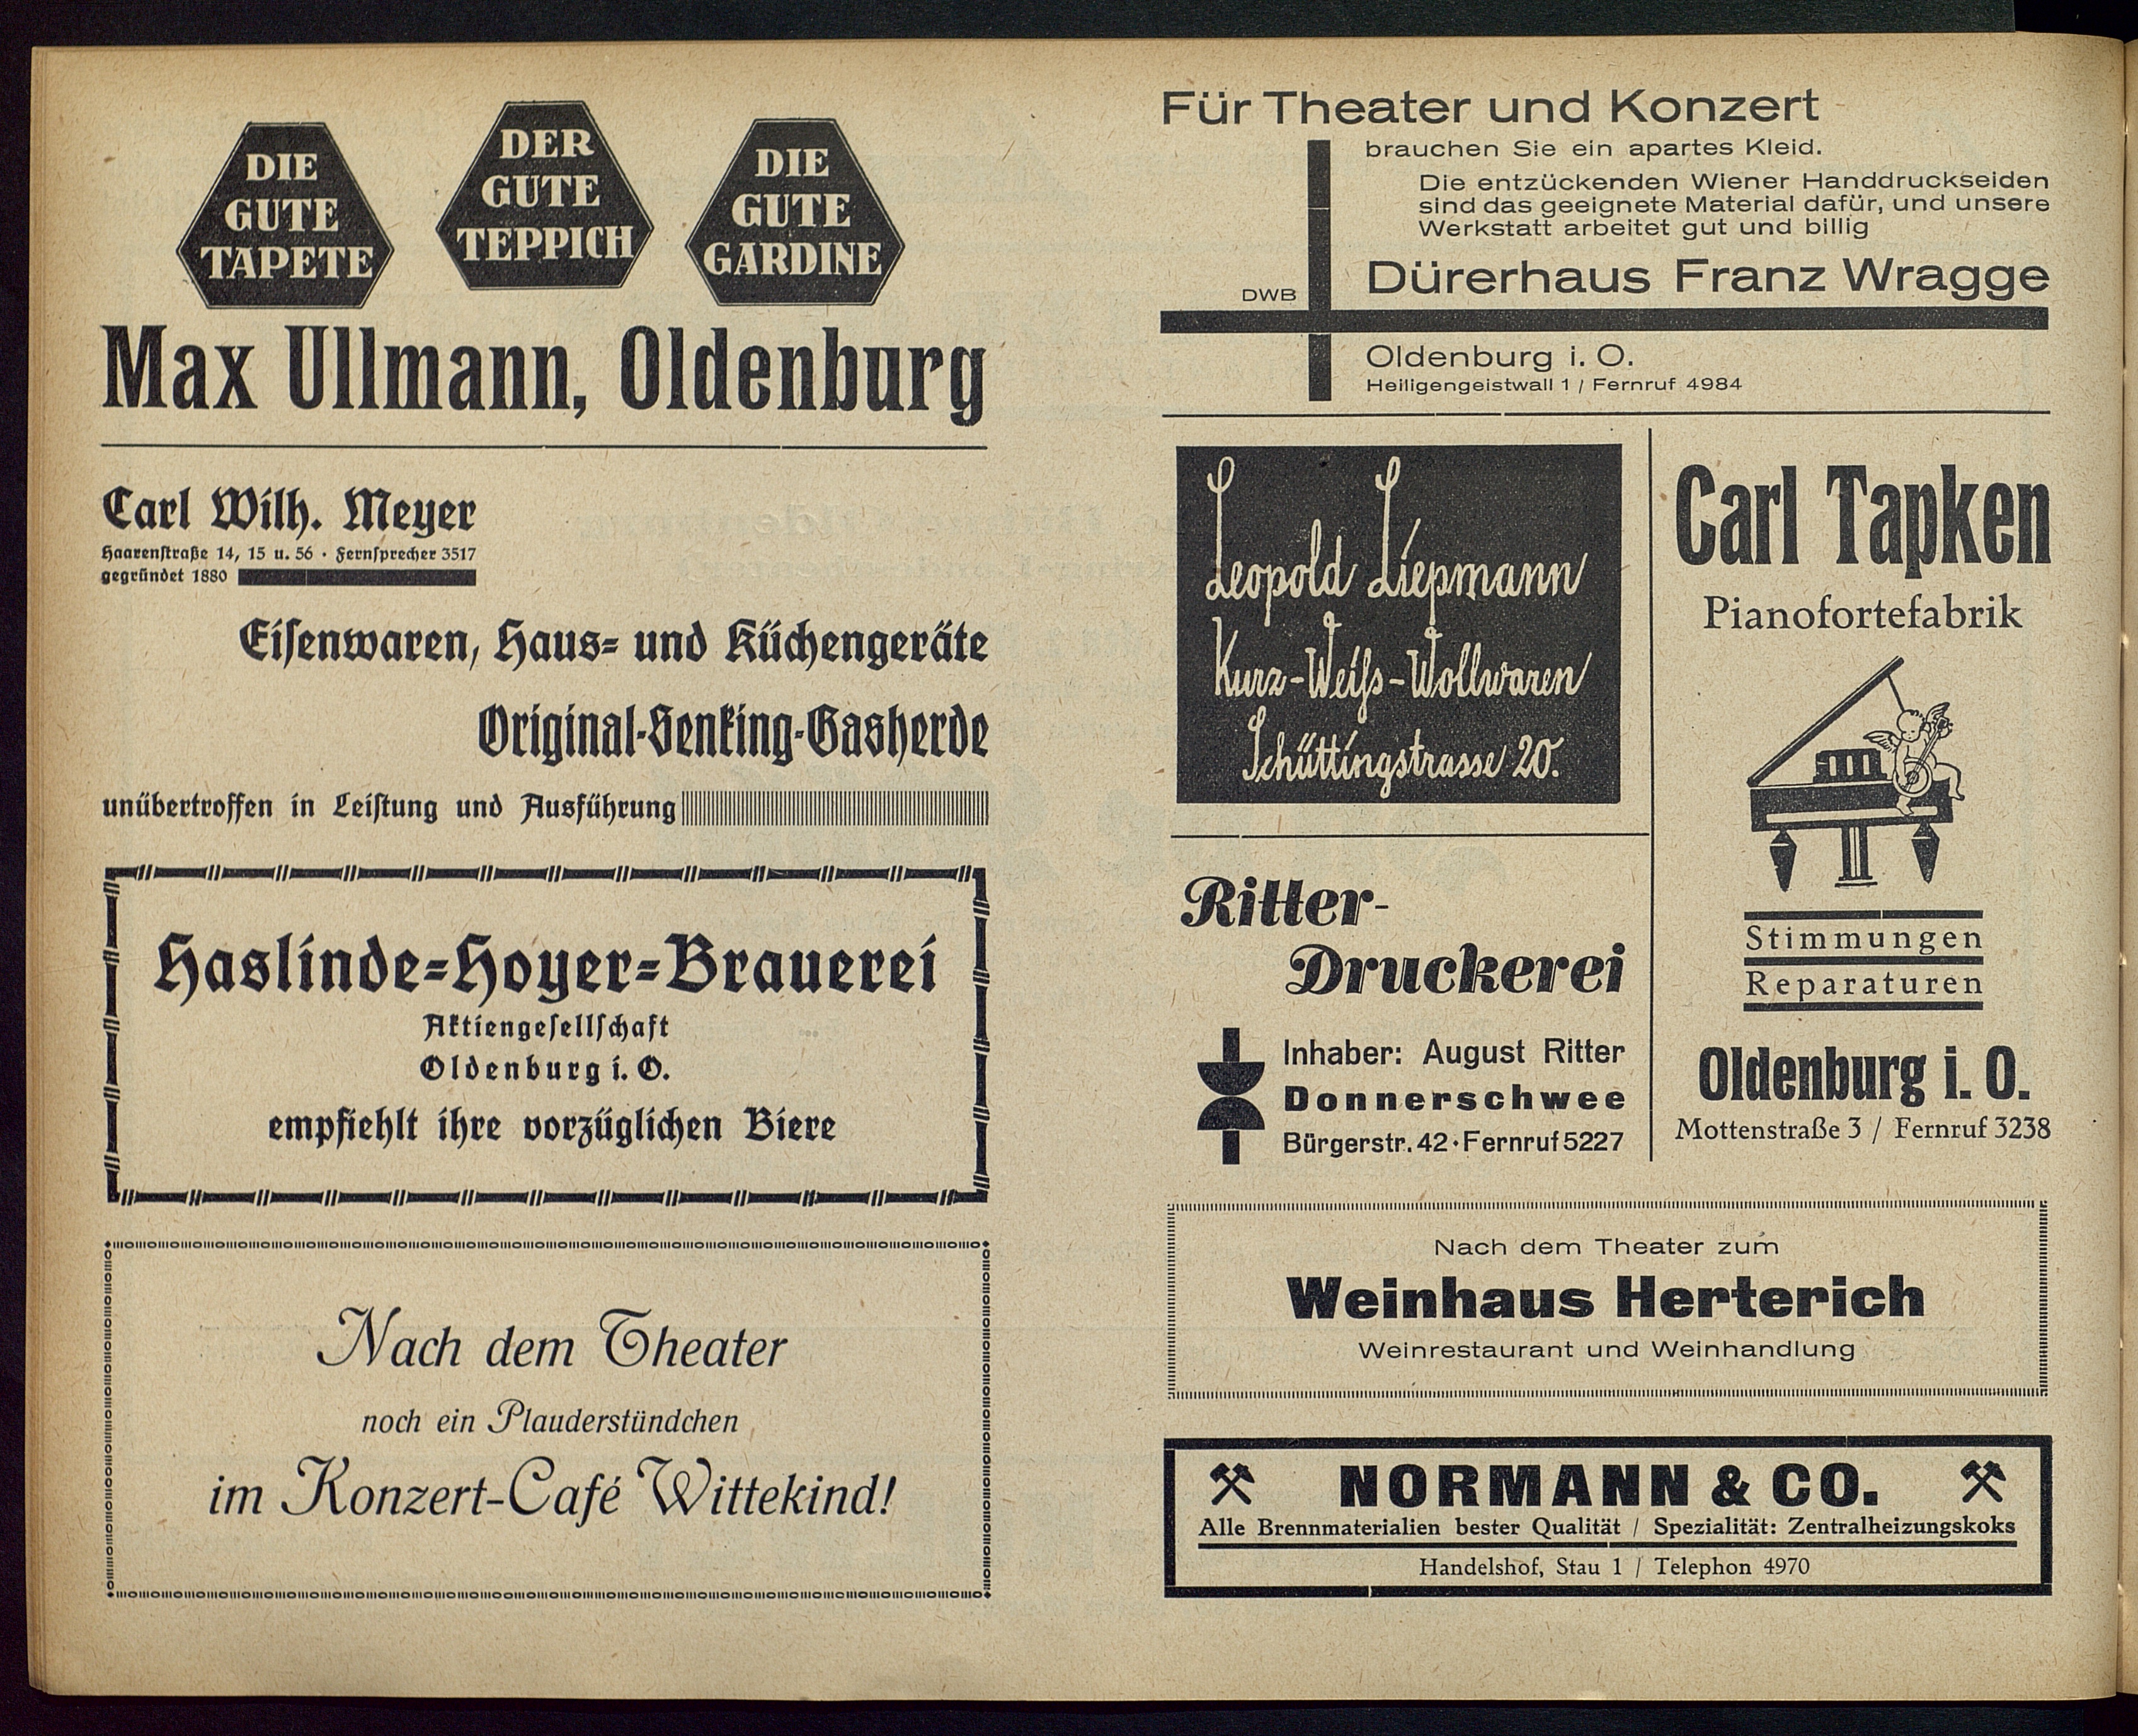 DIE
GUTE
TAPETE
DER
GUTE
TEPPICH
DIE
GUTE
GARDINE
Max Ullmann, Oldenburg
Carl Wilh. Meyer
Haarenstraße 14, 15 u. 56 · Fernsprecher 3517
gegründet 1880
Eisenwaren, Haus- und Küchengeräte
Original-Senking-Gasherde
unübertroffen in Leistung und Ausführung
Haslinde-Hoyer-Brauerei
Aktiengesellschaft
Oldenburg i. O.
empfiehlt ihre vorzüglichen Biere
Nach dem Theater
noch ein Plauderstündchen
im Konzert-Café Wittekind!
Für Theater und Konzert
brauchen Sie ein apartes Kleid.
Die entzückenden Wiener Handdruckseiden
sind das geeignete Material dafür, und unsere
Werkstatt arbeitet gut und billig
DWB
Dürerhaus Franz Wragge
Oldenburg i. O.
Heiligengeistwall 1 / Fernruf 4984
Leopold Liepmann
Kurz-Weiss-Wollwaren
Schüttingstrasse 20.
Ritter-
Druckerei
Inhaber: August Ritter
Donnerschwee
Bürgerstr. 42 · Fernruf 5227
Carl Tapken
Pianofortefabrik
Stimmungen
Reparaturen
Oldenburg i. O.
Mottenstraße 3 / Fernruf 3238
Nach dem Theater zum
Weinhaus Herterich
Weinrestaurant und Weinhandlung
NORMANN & CO.
Alle Brennmaterialien bester Qualität / Spezialität: Zentralheizungskoks
Handelshof, Stau 1 / Telephon 4970